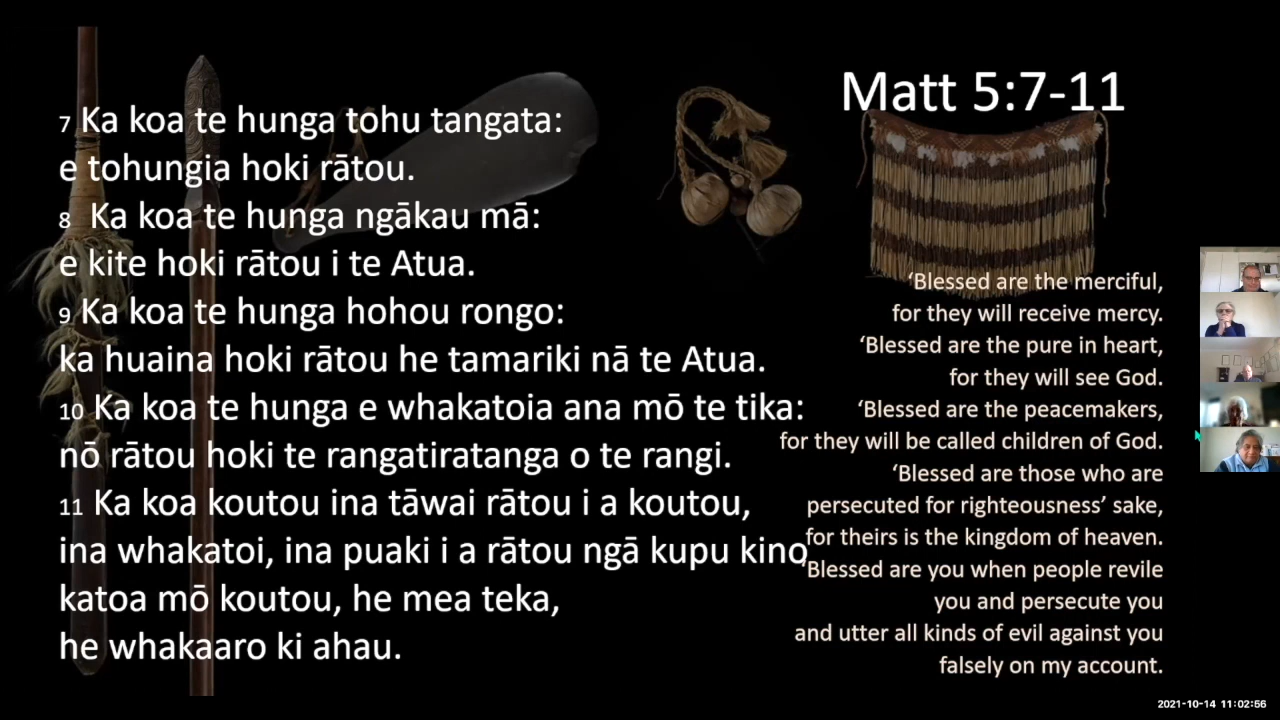 Matt 5:7-11
7 Ka koa te hunga tohu tangata:
e tohungia hoki rātou.
8 Ka koa te hunga ngākau mā:
e kite hoki rātou i te Atua.
9 Ka koa te hunga hohou rongo:
ka huaina hoki rātou he tamariki nā te Atua.
10 Ka koa te hunga e whakatoia ana mō te tika:
nō rātou hoki te rangatiratanga o te rangi.
11 Ka koa koutou ina tāwai rātou i a koutou,
ina whakatoi, ina puaki i a rātou ngā kupu kino
katoa mō koutou, he mea teka,
he whakaaro ki ahau.
‘Blessed are the merciful,
for they will receive mercy.
‘Blessed are the pure in heart,
for they will see God.
‘Blessed are the peacemakers,
for they will be called children of God.
‘Blessed are those who are
persecuted for righteousness’ sake,
for theirs is the kingdom of heaven.
‘Blessed are you when people revile
you and persecute you
and utter all kinds of evil against you
falsely on my account.
2021-10-14 11:02:56